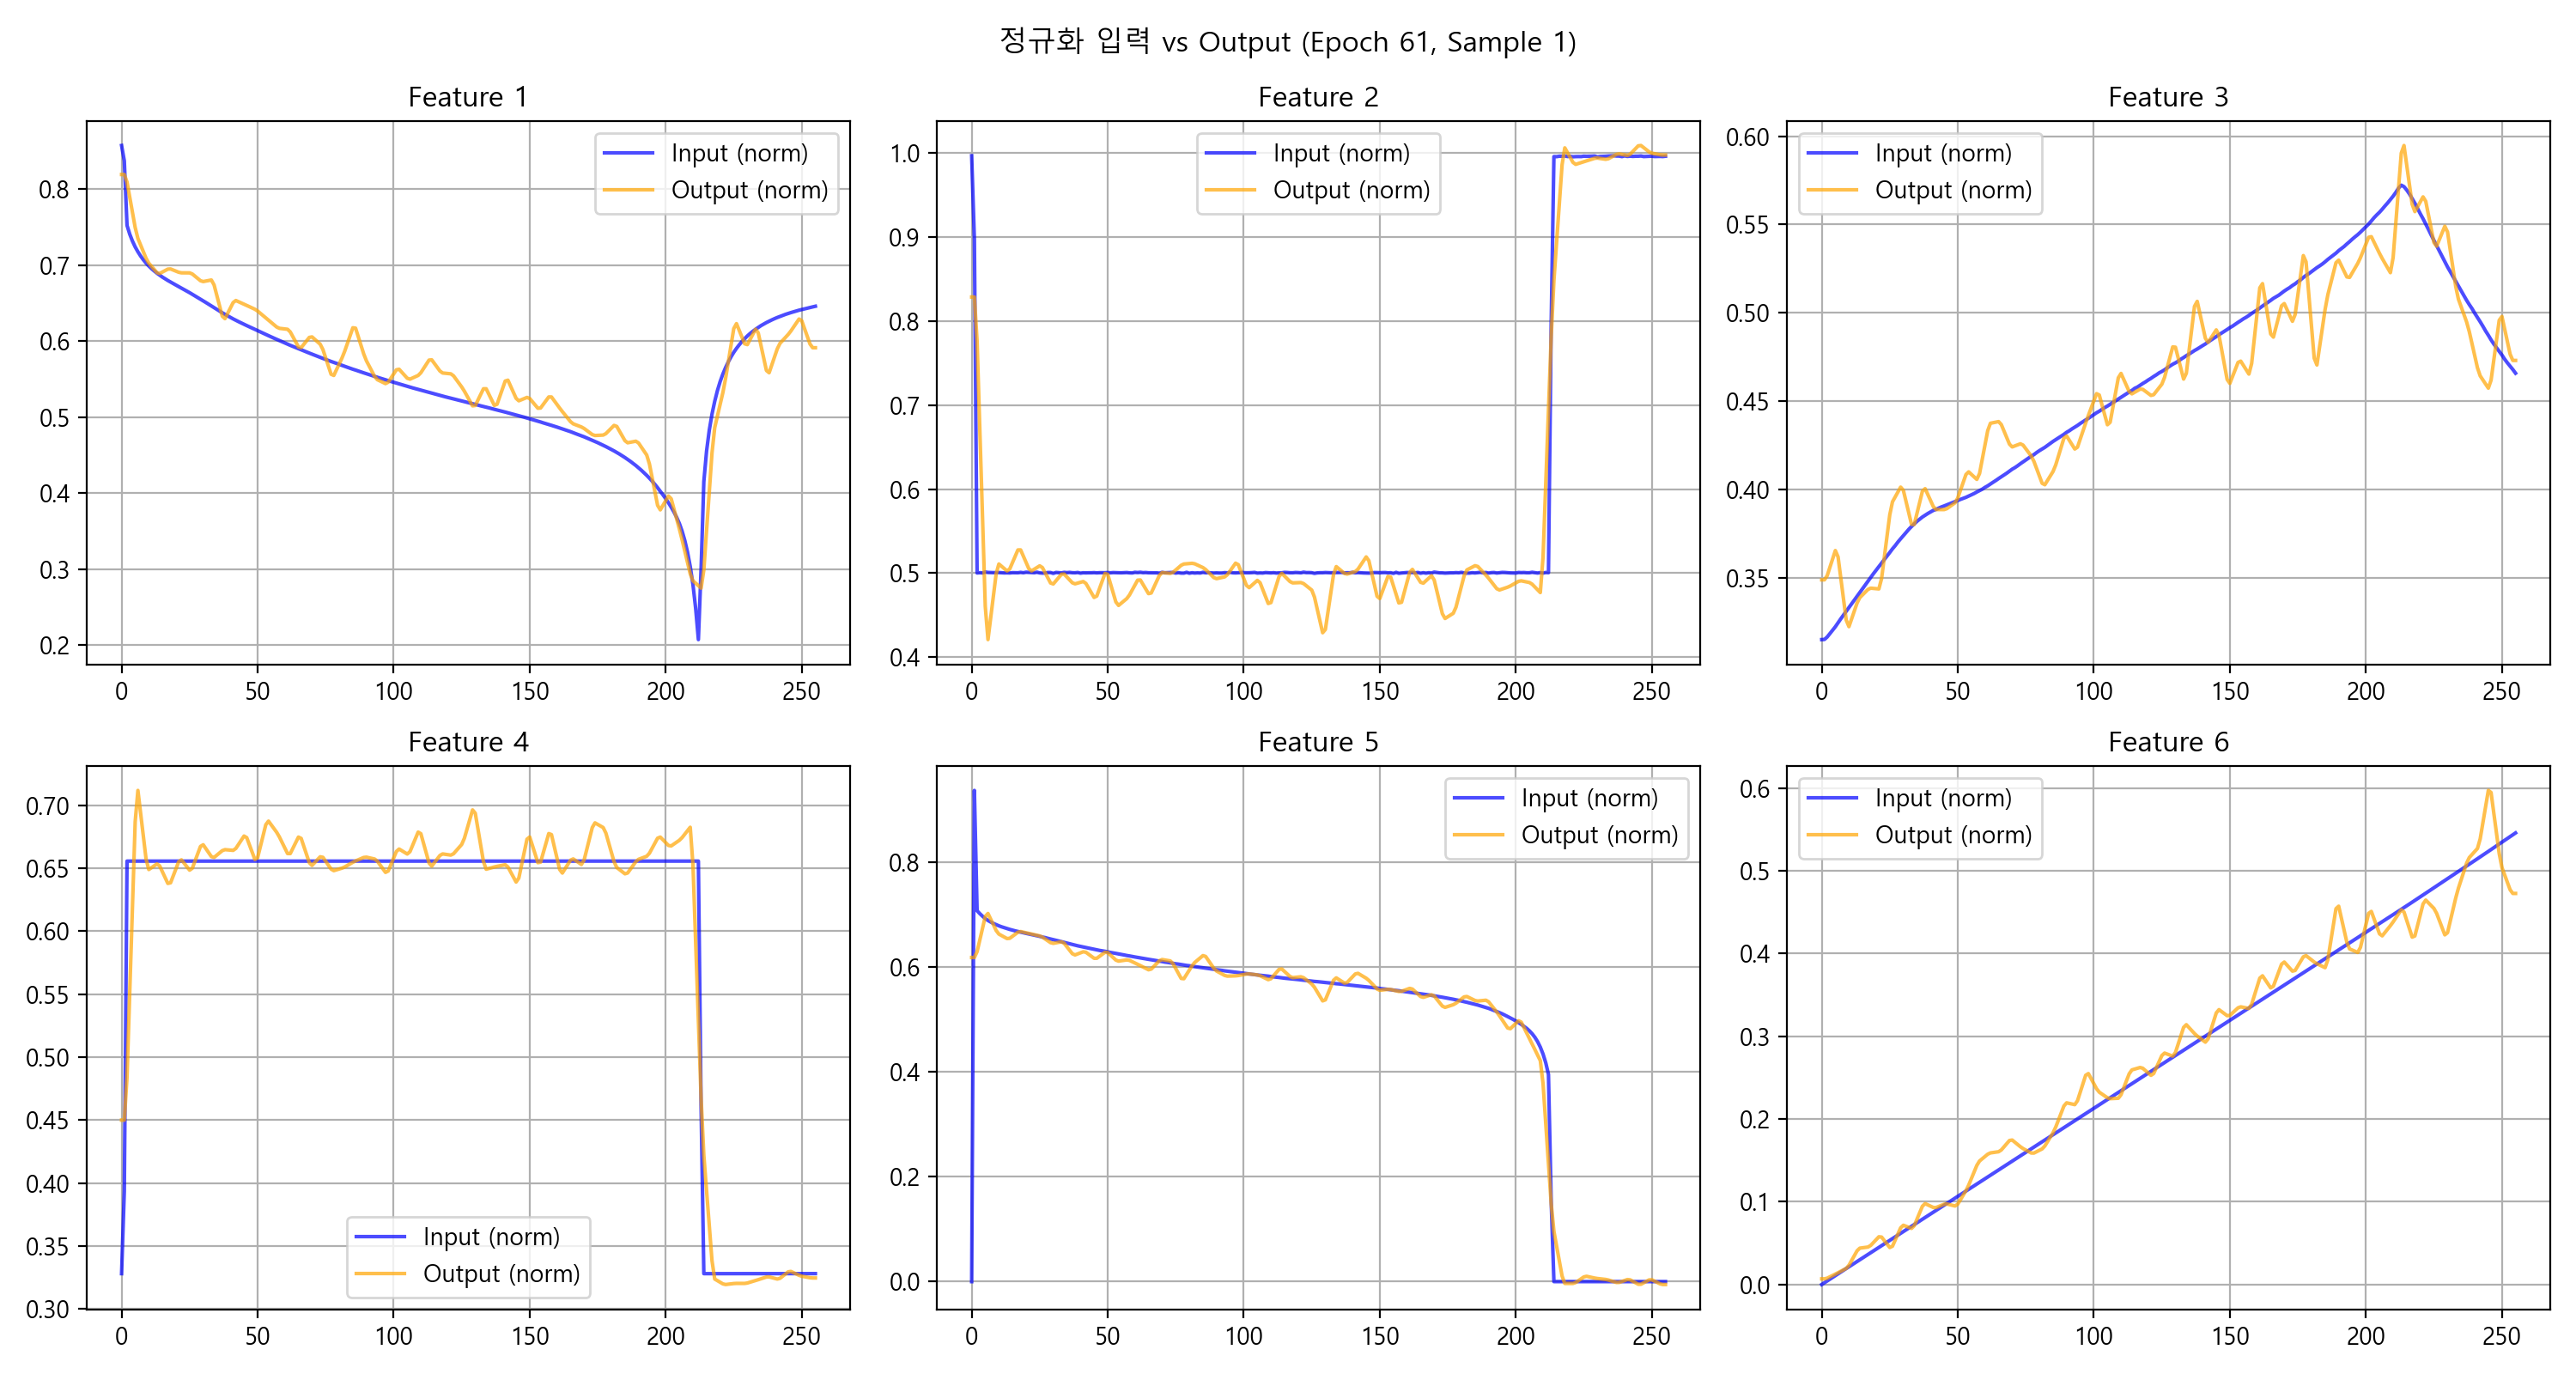 정규화 입력 vs Output (Epoch 61, Sample 1)
Feature 1
Input (norm)
Output (norm)
0.8
0.7
0.6
0.5
0.4
0.3
0.2
0 50 100 150 200 250
Feature 2
Input (norm)
Output (norm)
1.0
0.9
0.8
0.7
0.6
0.5
0.4
0 50 100 150 200 250
Feature 3
Input (norm)
Output (norm)
0.60
0.55
0.50
0.45
0.40
0.35
0 50 100 150 200 250
Feature 4
0.70
0.65
0.60
0.55
0.50
0.45
0.40
0.35
0.30
Input (norm)
Output (norm)
0 50 100 150 200 250
Feature 5
Input (norm)
Output (norm)
0.8
0.6
0.4
0.2
0.0
0 50 100 150 200 250
Feature 6
Input (norm)
Output (norm)
0.6
0.5
0.4
0.3
0.2
0.1
0.0
0 50 100 150 200 250